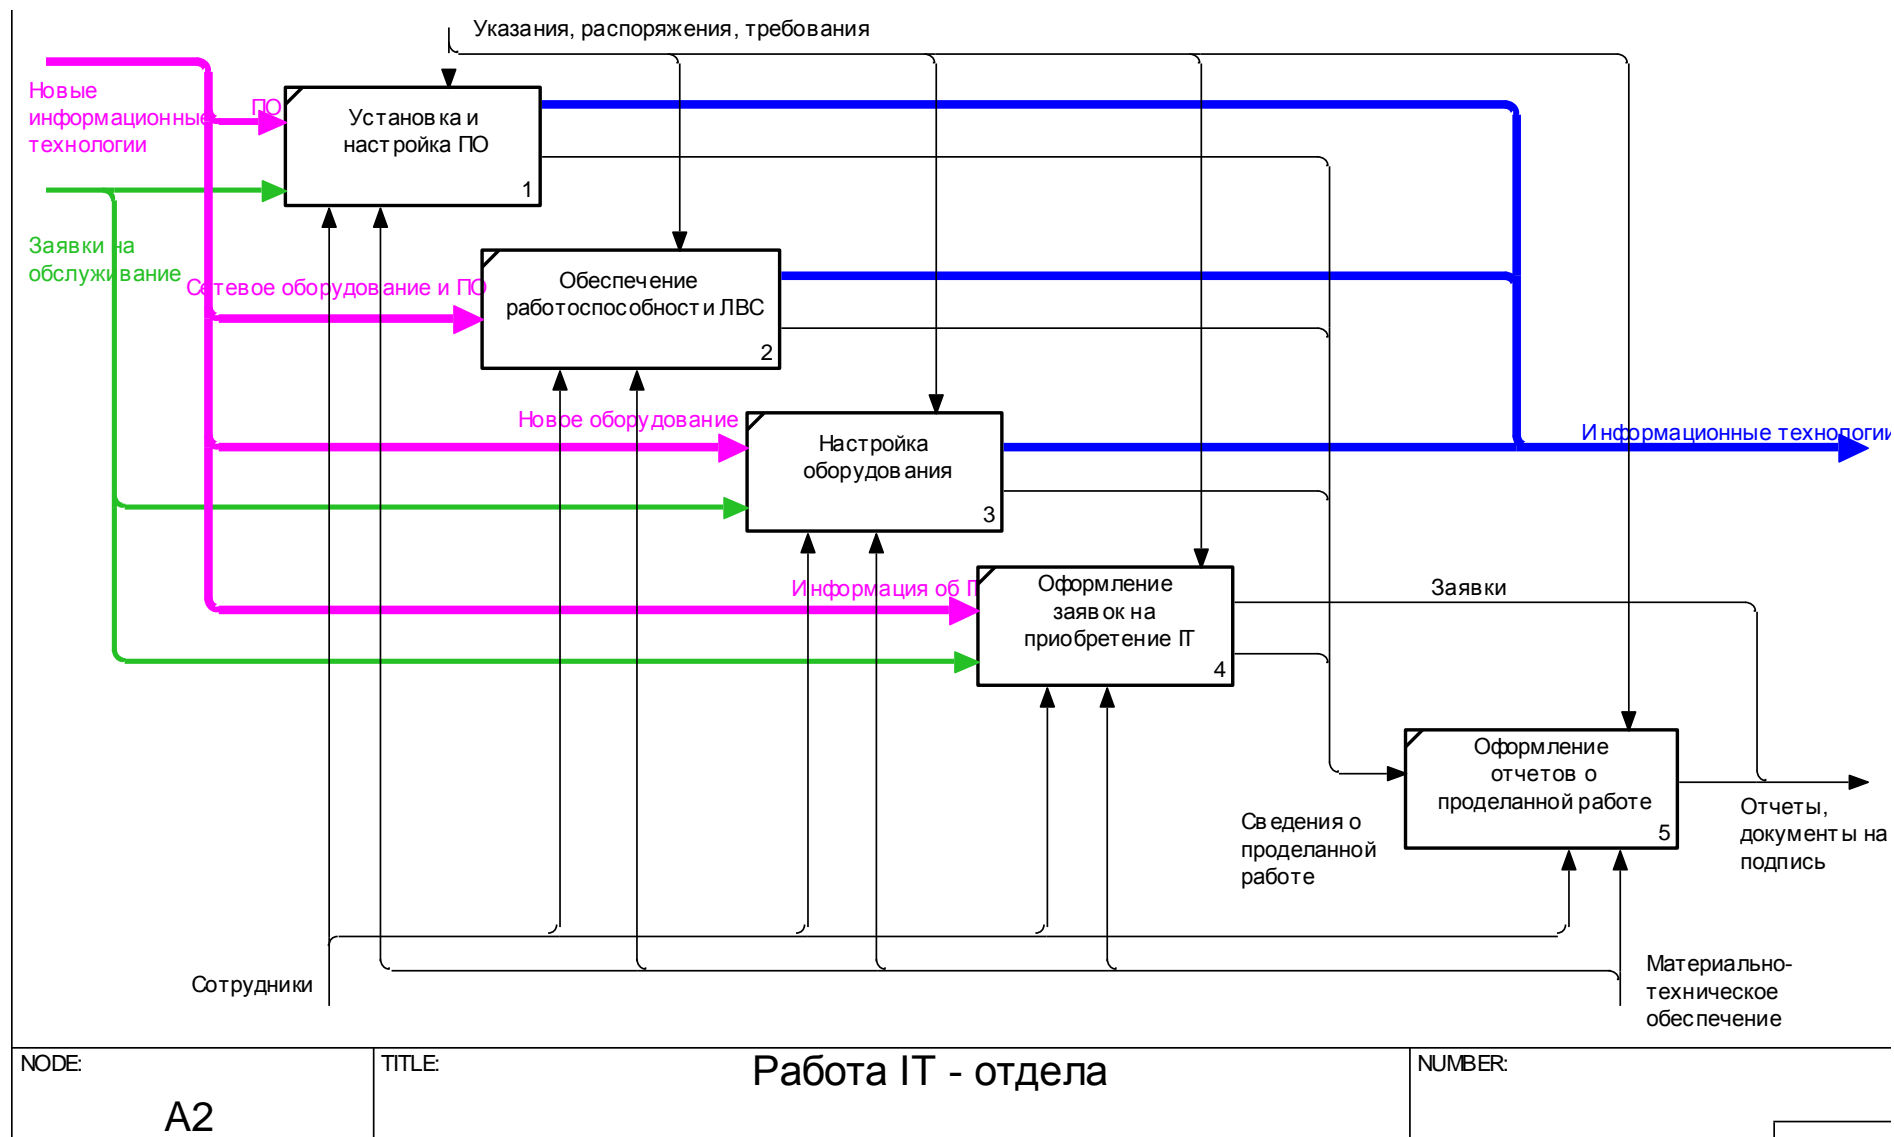 Указания, распоряжения, требования
Новые
информационные
технологии
ПО
Установка и
настройка ПО
1
Заявки на
обслуживание
Сетевое оборудование и ПО
Обеспечение
работоспособности ЛВС
2
Новое оборудование
Настройка
оборудования
3
Информационные технологии
Информация об IT
Оформление
заявок на
приобретение IT
4
Заявки
Оформление
отчетов о
проделанной работе
5
Сведения о
проделанной
работе
Отчеты,
документы на
подпись
Сотрудники
Материально-
техническое
обеспечение
NODE:
A2
TITLE:
Работа IT - отдела
NUMBER: